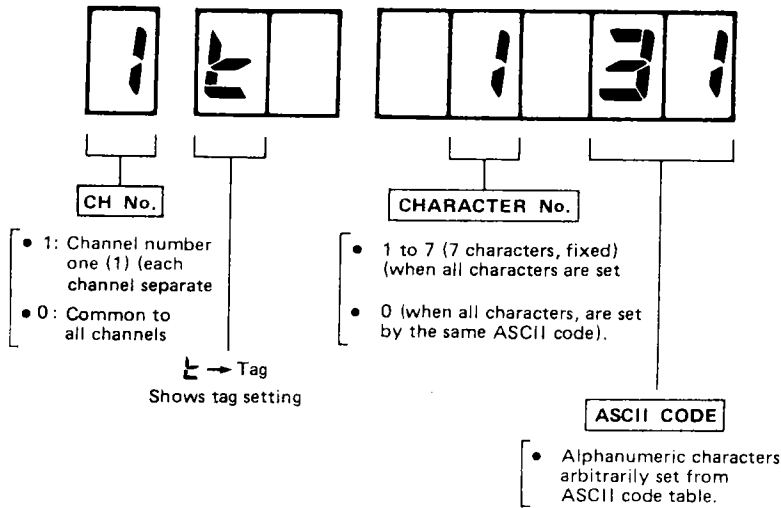 1 t 1 31
CH No.
CHARACTER No.
• 1: Channel number
one (1) (each
channel separate
• 0: Common to
all channels
• 1 to 7 (7 characters, fixed)
(when all characters are set
• 0 (when all characters, are set
by the same ASCII code).
t → Tag
Shows tag setting
ASCII CODE
• Alphanumeric characters
arbitrarily set from
ASCII code table.